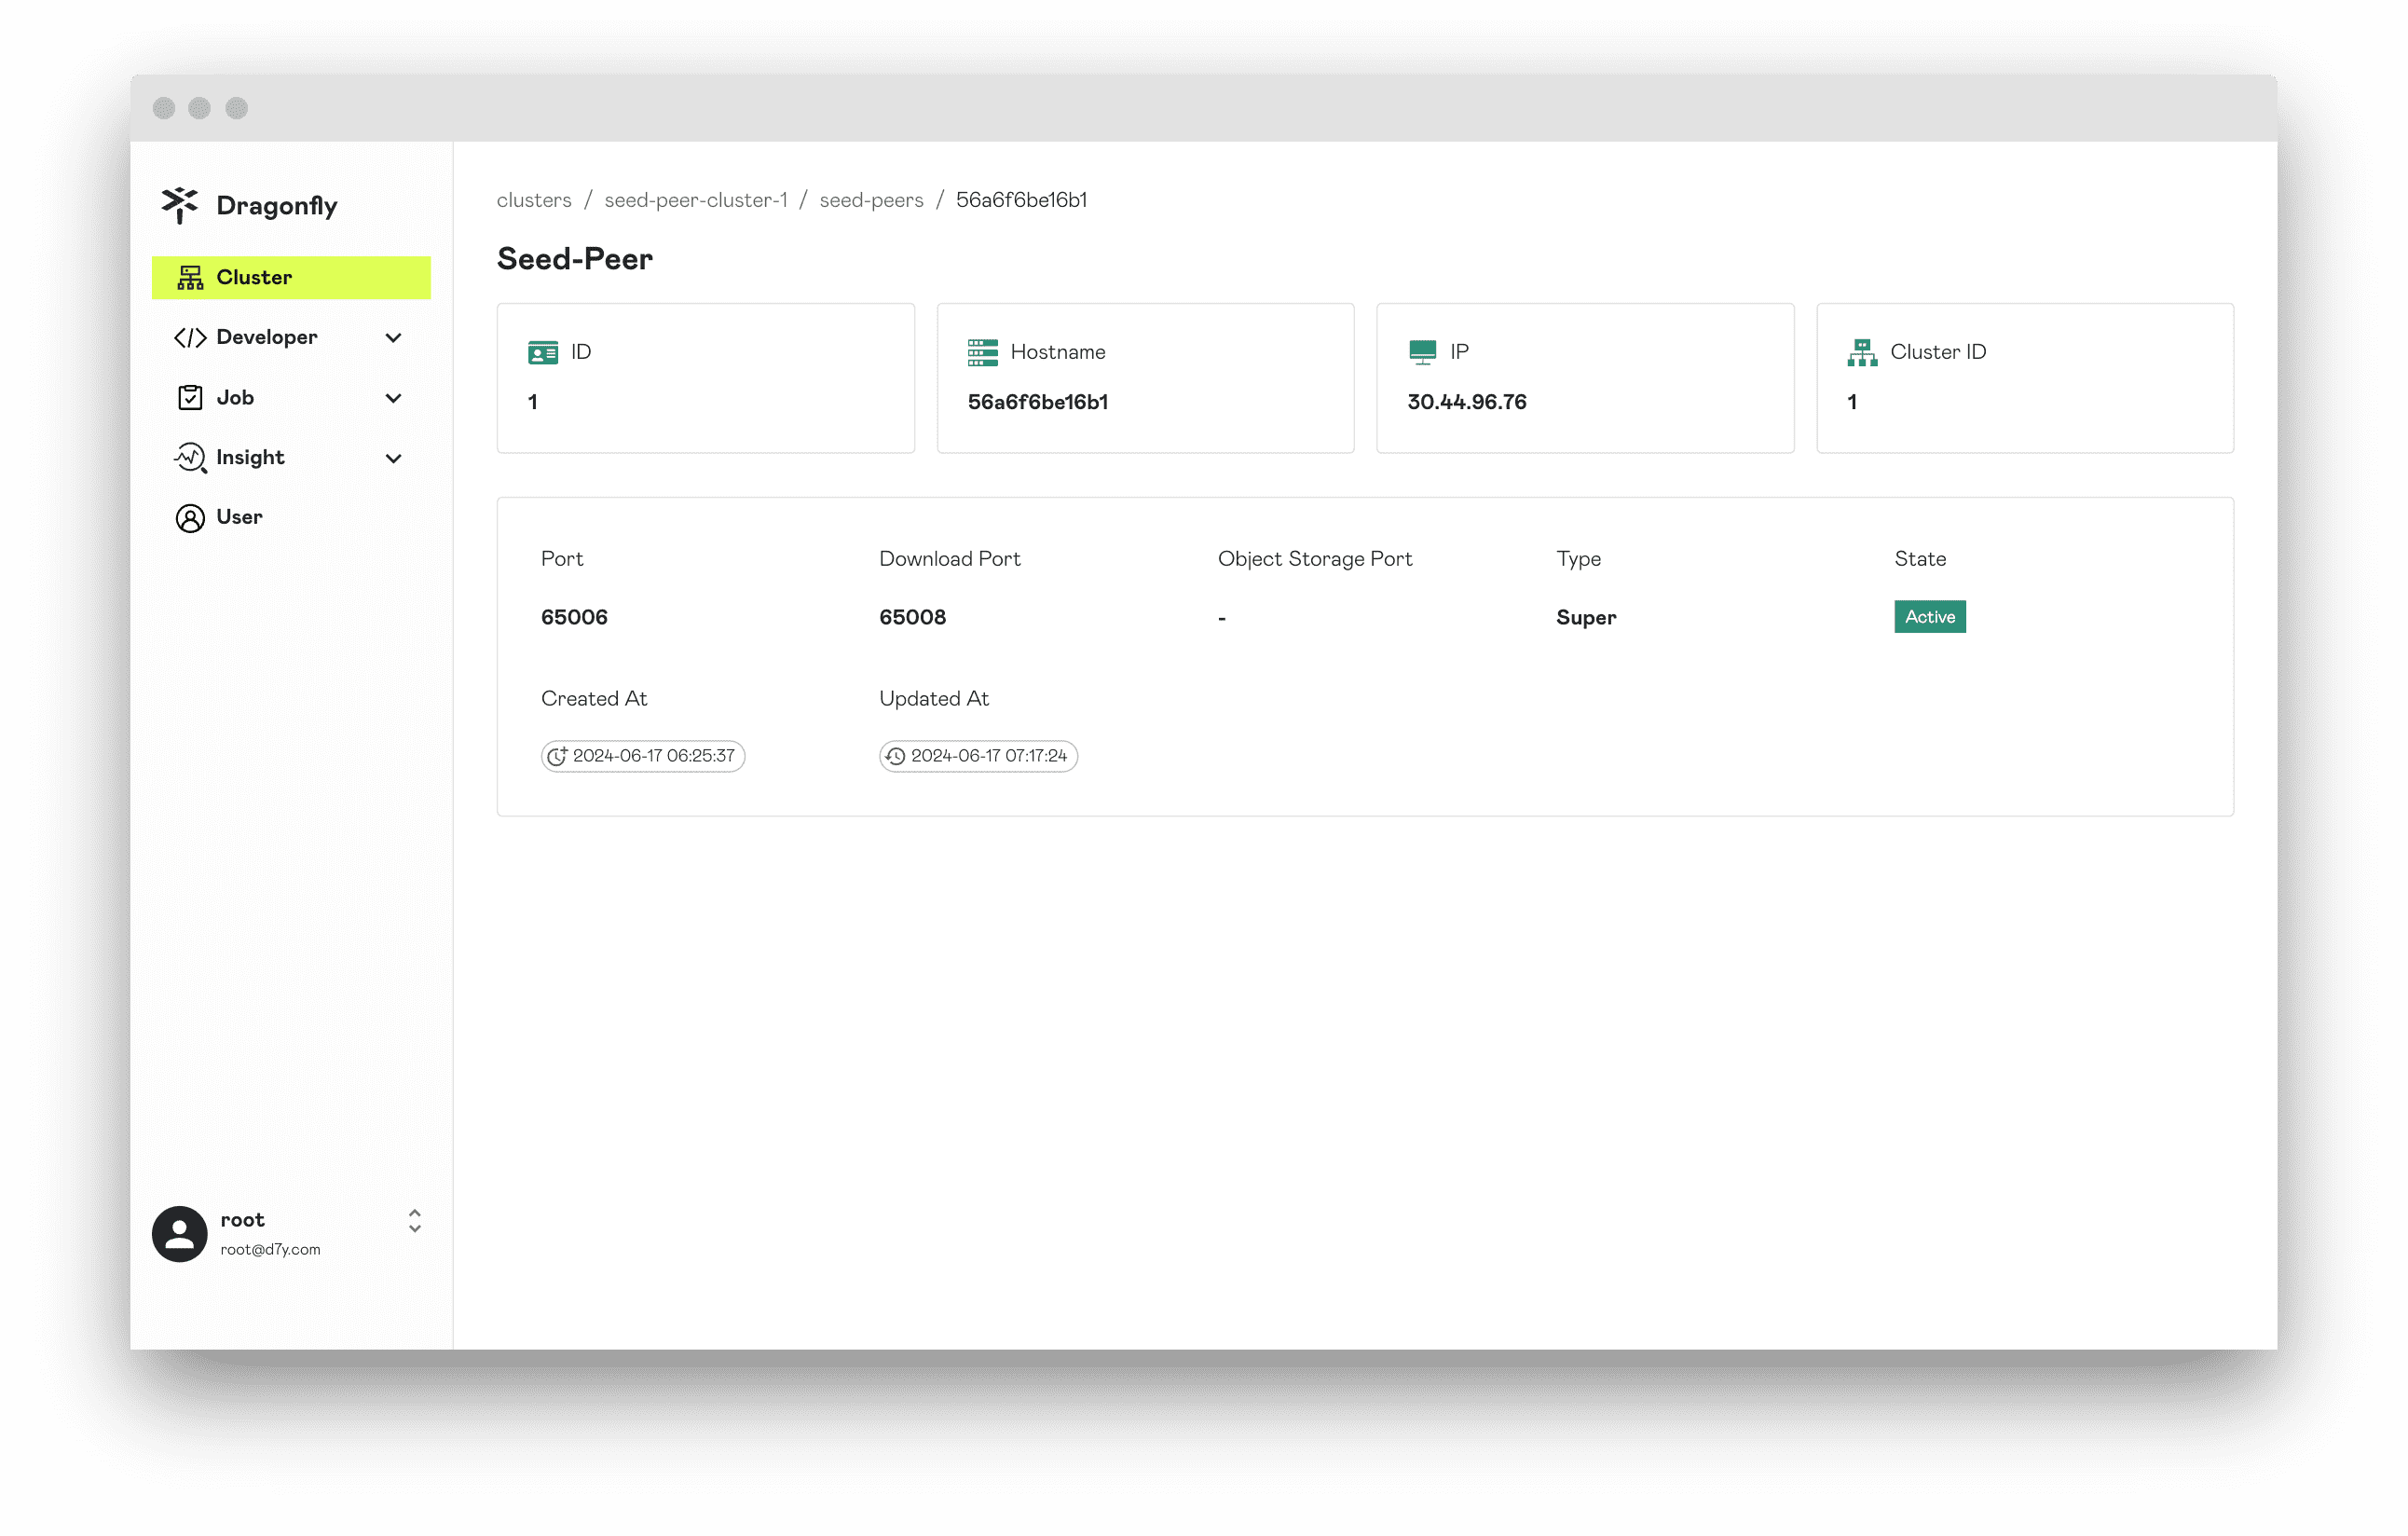 Dragonfly
Cluster
Developer
Job
Insight
User
root
root@d7y.com
clusters / seed-peer-cluster-1 / seed-peers / 56a6f6be16b1
Seed-Peer
ID
1
Hostname
56a6f6be16b1
IP
30.44.96.76
Cluster ID
1
Port Download Port Object Storage Port Type State
65006 65008 - Super Active
Created At Updated At
2024-06-17 06:25:37 2024-06-17 07:17:24